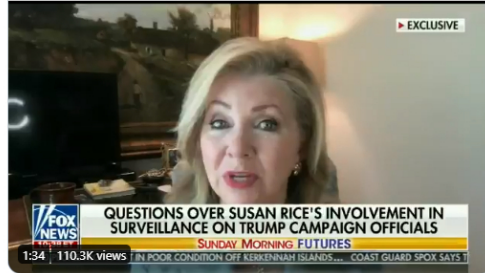 ▸EXCLUSIVE
C
FOX
NEWS
QUESTIONS OVER SUSAN RICE'S INVOLVEMENT IN
SURVEILLANCE ON TRUMP CAMPAIGN OFFICIALS
SUNDAY MORNING FUTURES
1:34
110.3K views
T IN POOR CONDITION OFF KERKENNAH ISLANDS... COAST GUARD SPOX SAYS T